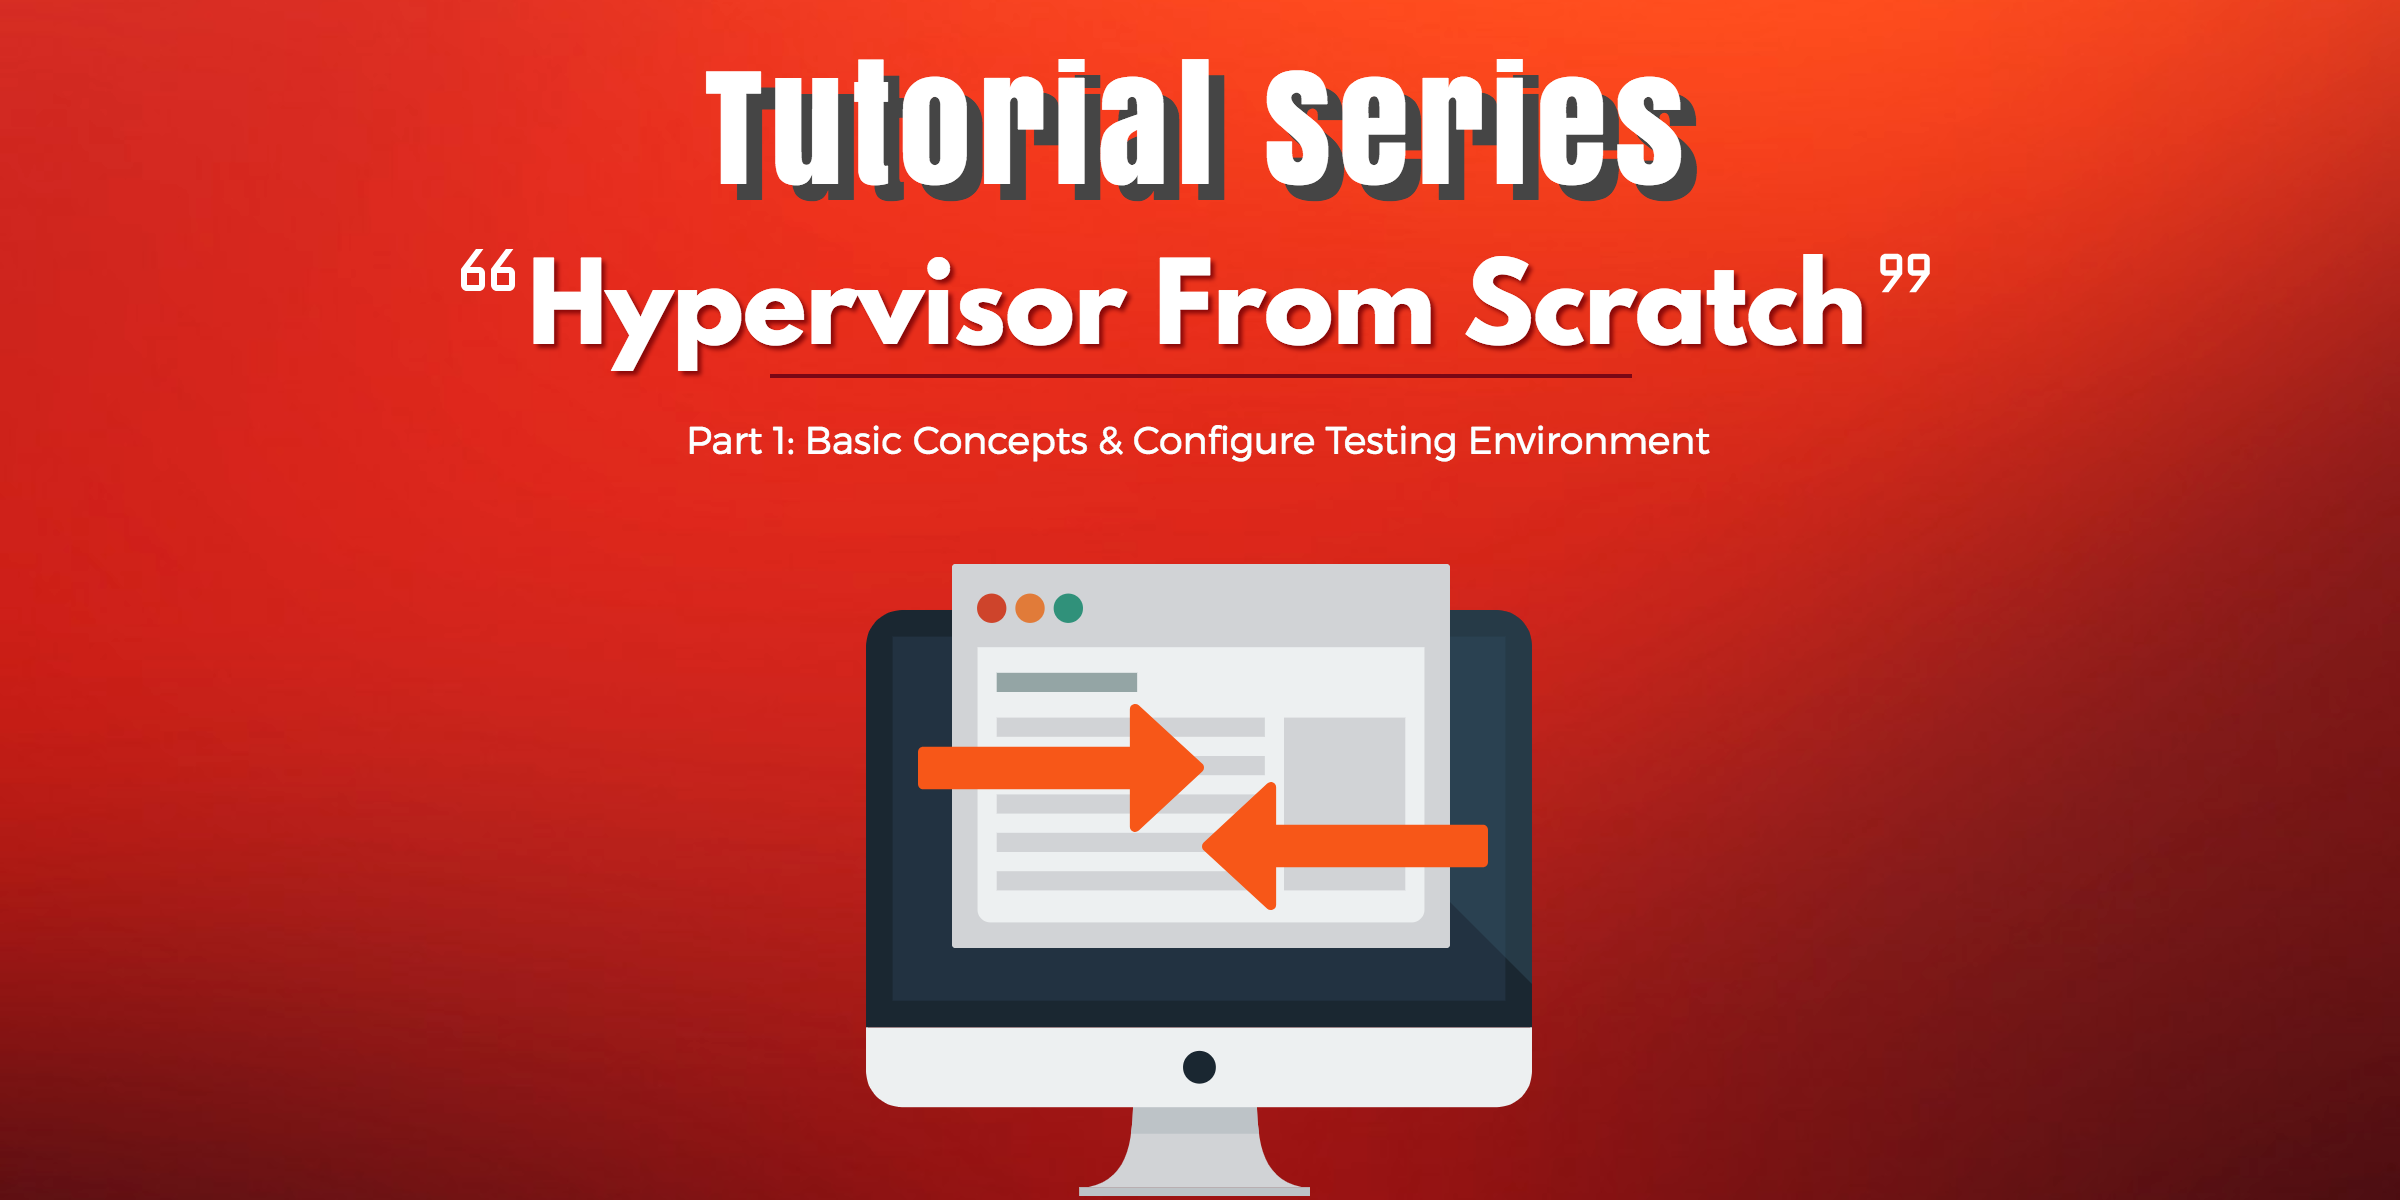 Tutorial Series
“Hypervisor From Scratch”
Part 1: Basic Concepts & Configure Testing Environment